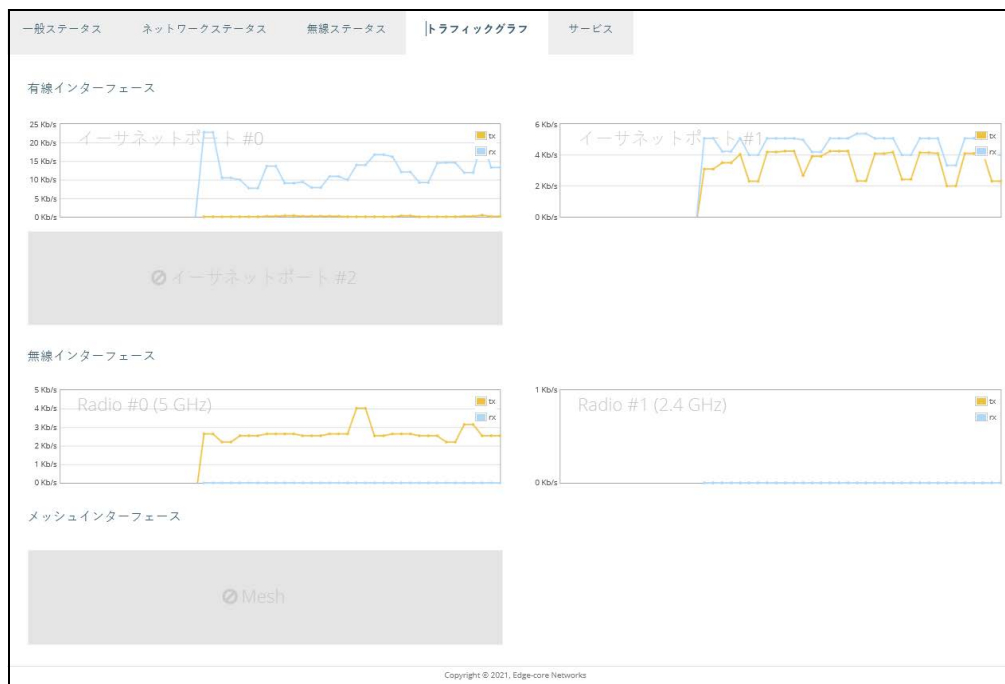 一般ステータス ネットワークステータス 無線ステータス トラフィックグラフ サービス
有線インターフェース
イーサネットポート #0
25 Kb/s
20 Kb/s
15 Kb/s
10 Kb/s
5 Kb/s
0 Kb/s
tx
rx
イーサネットポート #1
6 Kb/s
4 Kb/s
2 Kb/s
0 Kb/s
tx
rx
イーサネットポート #2
無線インターフェース
Radio #0 (5 GHz)
5 Kb/s
4 Kb/s
3 Kb/s
2 Kb/s
1 Kb/s
0 Kb/s
tx
rx
Radio #1 (2.4 GHz)
1 Kb/s
0 Kb/s
tx
rx
メッシュインターフェース
Mesh
Copyright © 2021, Edge-core Networks